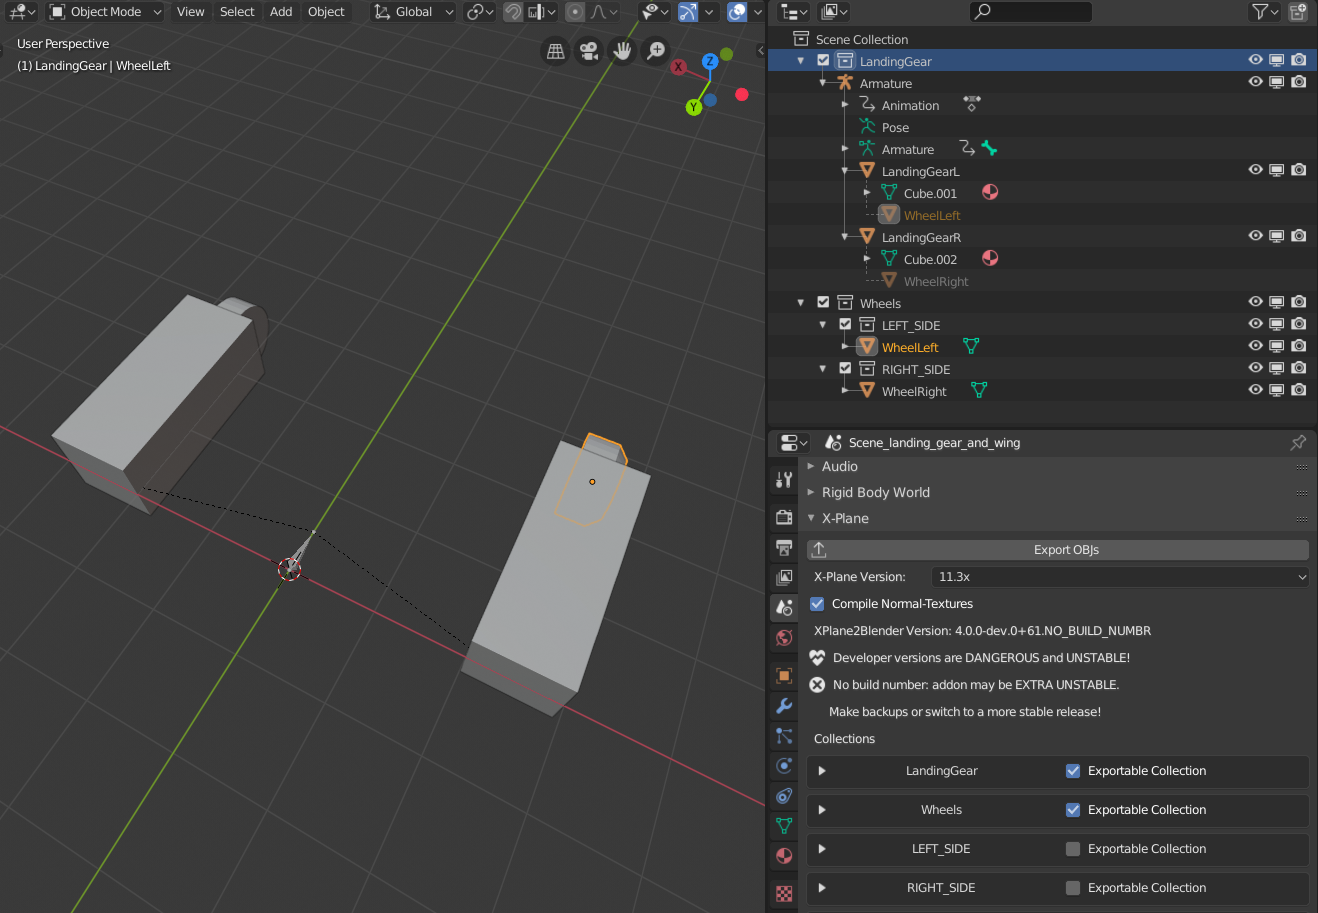 Object Mode View Select Add Object Global
User Perspective
(1) LandingGear | WheelLeft
X
Z
Y
Scene Collection
LandingGear
Armature
Animation
Pose
Armature
LandingGearL
Cube.001
WheelLeft
LandingGearR
Cube.002
WheelRight
Wheels
LEFT_SIDE
WheelLeft
RIGHT_SIDE
WheelRight
Scene_landing_gear_and_wing
Audio
Rigid Body World
X-Plane
Export OBJs
X-Plane Version: 11.3x
Compile Normal-Textures
XPlane2Blender Version: 4.0.0-dev.0+61.NO_BUILD_NUMBR
Developer versions are DANGEROUS and UNSTABLE!
No build number: addon may be EXTRA UNSTABLE.
Make backups or switch to a more stable release!
Collections
LandingGear Exportable Collection
Wheels Exportable Collection
LEFT_SIDE Exportable Collection
RIGHT_SIDE Exportable Collection